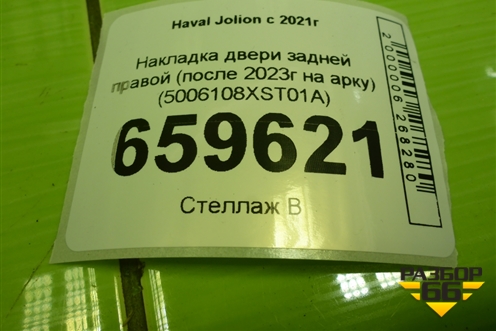 Haval Jolion с 2021г
Накладка двери задней
правой (после 2023г на арку)
(5006108XST01A)
659621
Стеллаж В
2000006268280
РАЗБОР
66